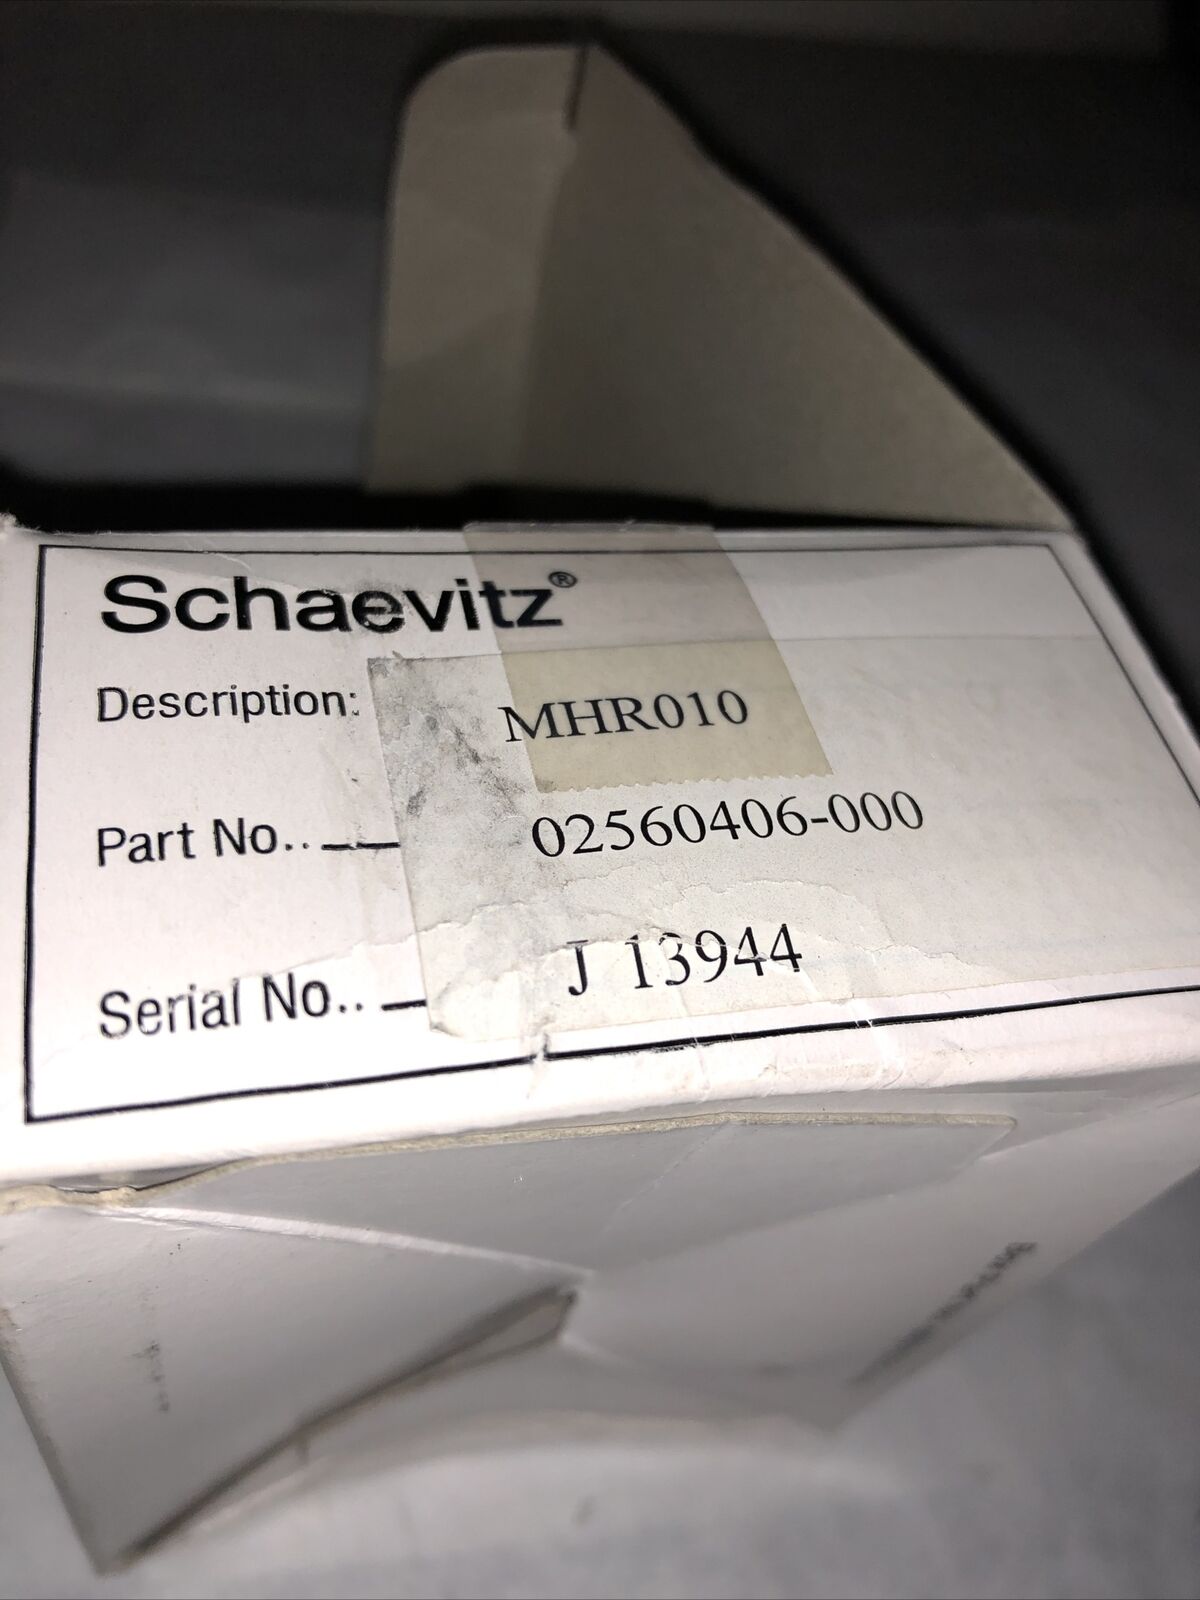 Schaevitz®
Description: MHR010
Part No.. 02560406-000
Serial No.. J 13944